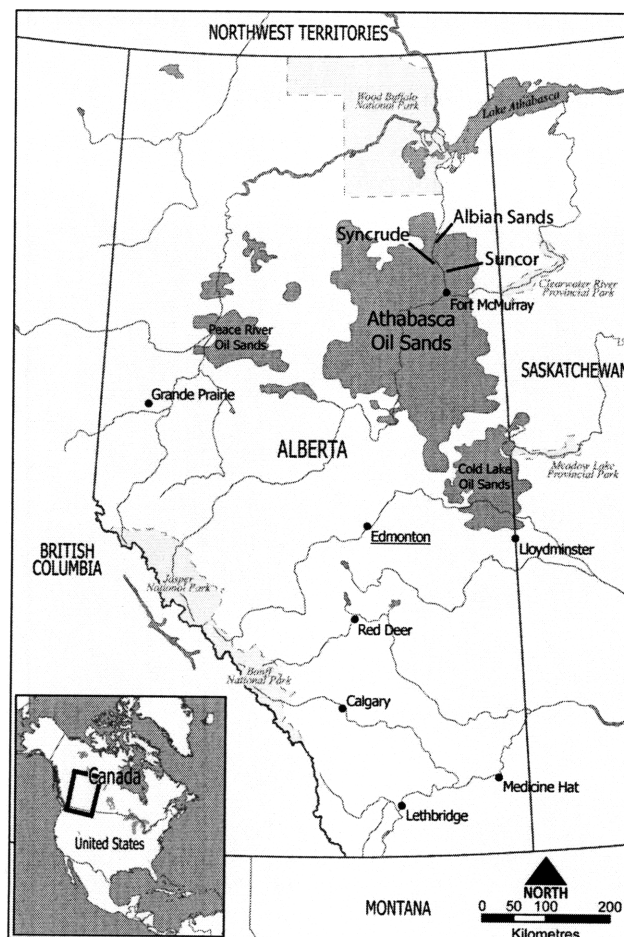 NORTHWEST TERRITORIES
Wood Buffalo
National Park
Lake Athabasca
Albian Sands
Syncrude
Suncor
Clearwater River
Provincial Park
Fort McMurray
Athabasca
Oil Sands
Peace River
Oil Sands
SASKATCHEWAN
Grande Prairie
ALBERTA
Cold Lake
Oil Sands
Meadow Lake
Provincial Park
Edmonton
Lloydminster
BRITISH
COLUMBIA
Jasper
National Park
Red Deer
Banff
National Park
Calgary
Canada
Medicine Hat
Lethbridge
United States
MONTANA
NORTH
0 50 100 200
Kilometres